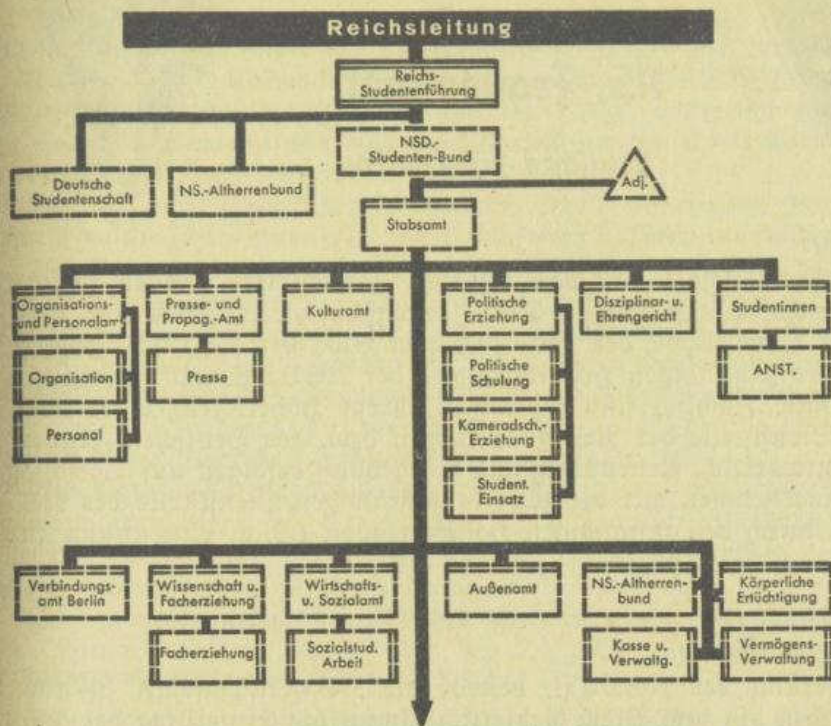 Reichsleitung
Reichs-
Studentenführung
NSD.-
Studenten-Bund
Deutsche
Studentenschaft
NS.-Altherrenbund
Adj.
Stabsamt
Organisations-
und Personalamt
Presse- und
Propag.-Amt
Kulturamt
Politische
Erziehung
Disziplinar- u.
Ehrengericht
Studentinnen
Organisation
Presse
Politische
Schulung
ANST.
Personal
Kameradsch.-
Erziehung
Student.
Einsatz
Verbindungs-
amt Berlin
Wissenschaft u.
Facherziehung
Wirtschafts-
u. Sozialamt
Außenamt
NS.-Altherren-
bund
Körperliche
Ertüchtigung
Facherziehung
Sozialstud.
Arbeit
Kasse u.
Verwaltg.
Vermögens-
Verwaltung